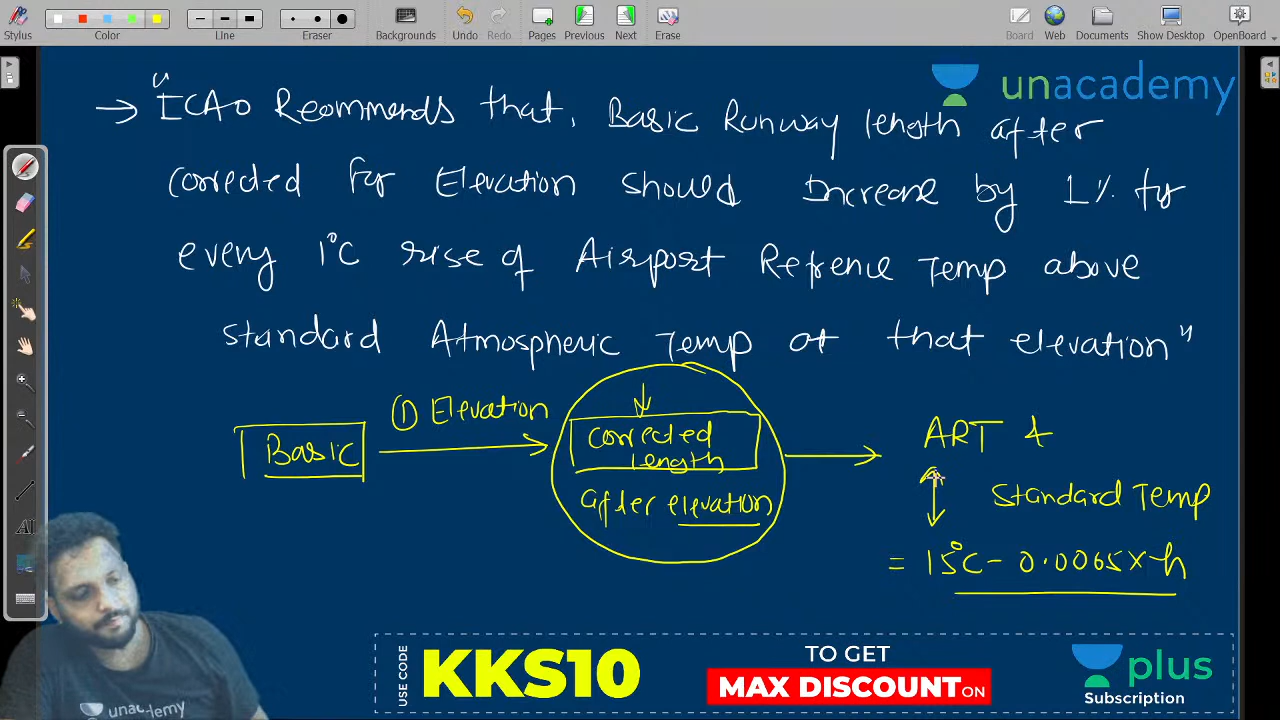 Stylus
Color
Line
Eraser
Backgrounds
Undo
Redo
Pages
Previous
Next
Erase
Board
Web
Documents
Show Desktop
OpenBoard
unacademy
→ "ICAO Reommends that, Basic Runway length after
corrected for Elevation should Increase by 1% for
every 1°C rise of Airport Refrence Temp above
standard Atmospheric Temp at that elevation"
① Elevation
Basic
corrected
length
after elevation
ART &
Standard Temp
= 15°C - 0.0065 × h
unacademy
USE CODE
KKS10
TO GET
MAX DISCOUNT ON
plus
Subscription